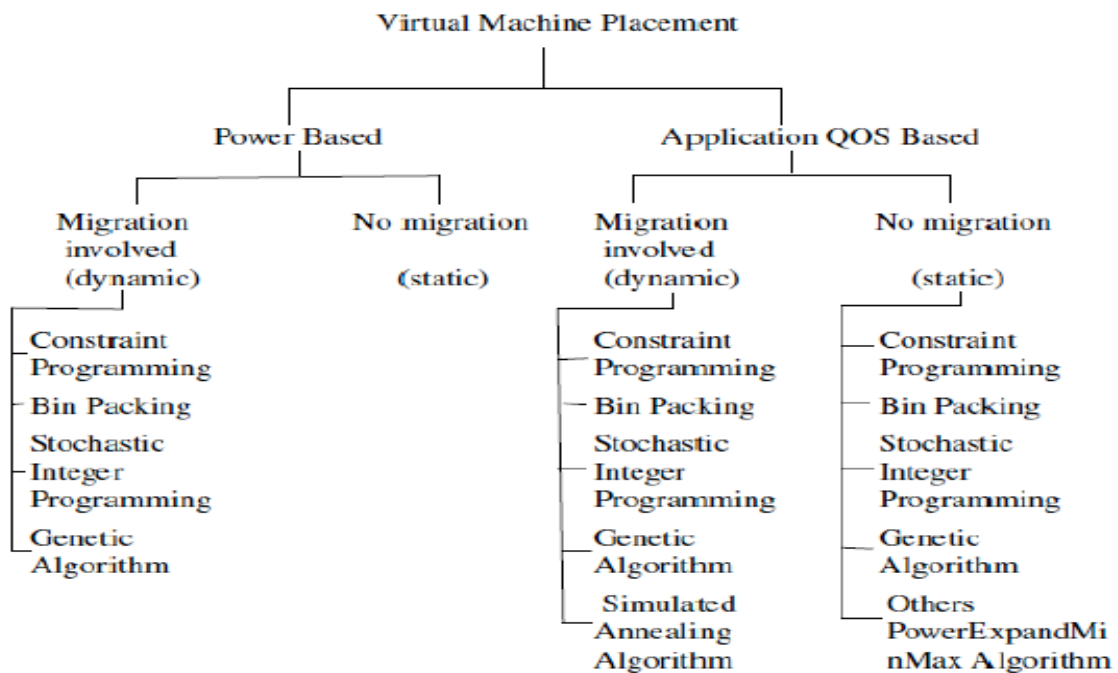 Virtual Machine Placement
Power Based
Application QOS Based
Migration
involved
(dynamic)
No migration
(static)
Migration
involved
(dynamic)
No migration
(static)
Constraint
Programming
Bin Packing
Stochastic
Integer
Programming
Genetic
Algorithm
Constraint
Programming
Bin Packing
Stochastic
Integer
Programming
Genetic
Algorithm
Simulated
Annealing
Algorithm
Constraint
Programming
Bin Packing
Stochastic
Integer
Programming
Genetic
Algorithm
Others
PowerExpandMi
nMax Algorithm